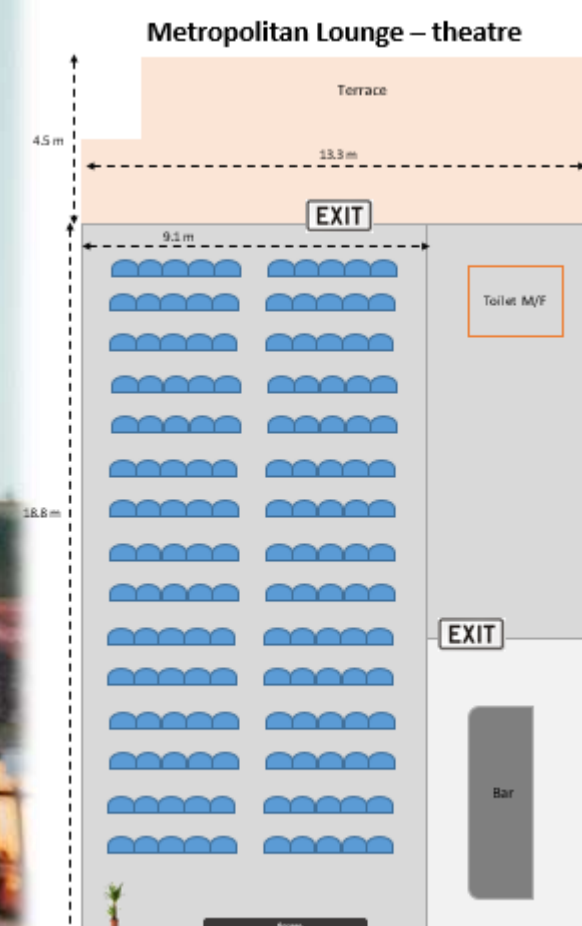 Metropolitan Lounge – theatre
Terrace
4.5 m
13.3 m
EXIT
9.1 m
Toilet M/F
18.8 m
EXIT
Bar